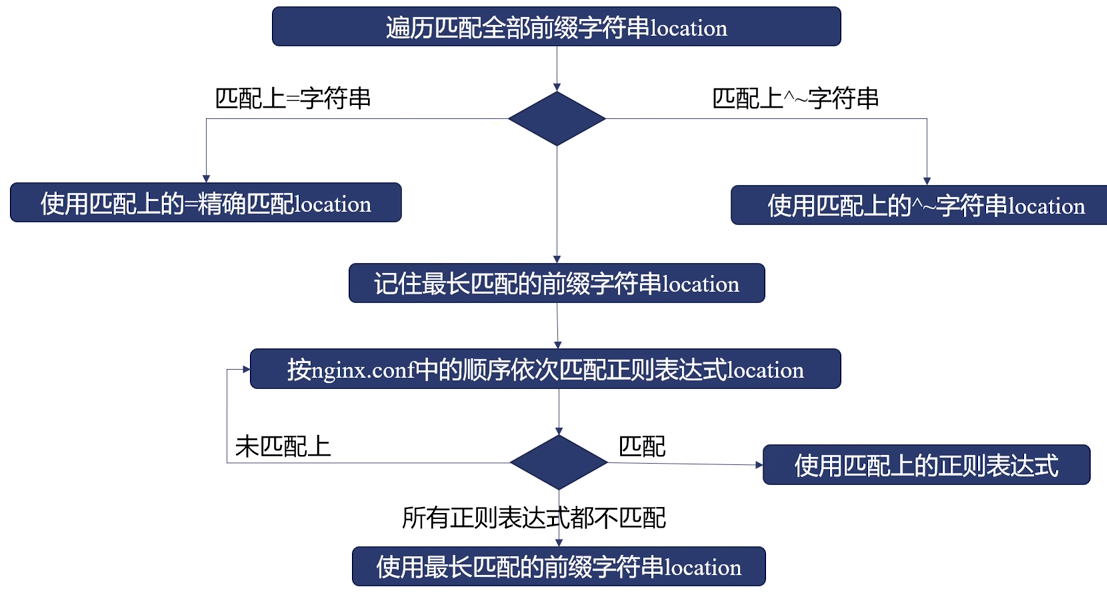 遍历匹配全部前缀字符串location
匹配上=字符串
匹配上^~字符串
使用匹配上的=精确匹配location
使用匹配上的^~字符串location
记住最长匹配的前缀字符串location
按nginx.conf中的顺序依次匹配正则表达式location
未匹配上
匹配
使用匹配上的正则表达式
所有正则表达式都不匹配
使用最长匹配的前缀字符串location